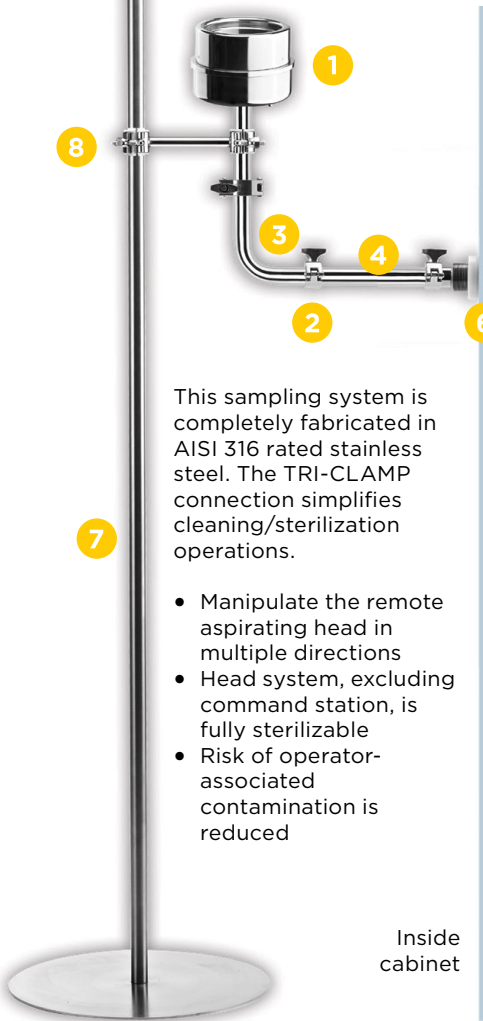 1
8
3
4
2
6
This sampling system is
completely fabricated in
AISI 316 rated stainless
steel. The TRI-CLAMP
connection simplifies
cleaning/sterilization
operations.
7
• Manipulate the remote
aspirating head in
multiple directions
• Head system, excluding
command station, is
fully sterilizable
• Risk of operator-
associated
contamination is
reduced
Inside
cabinet